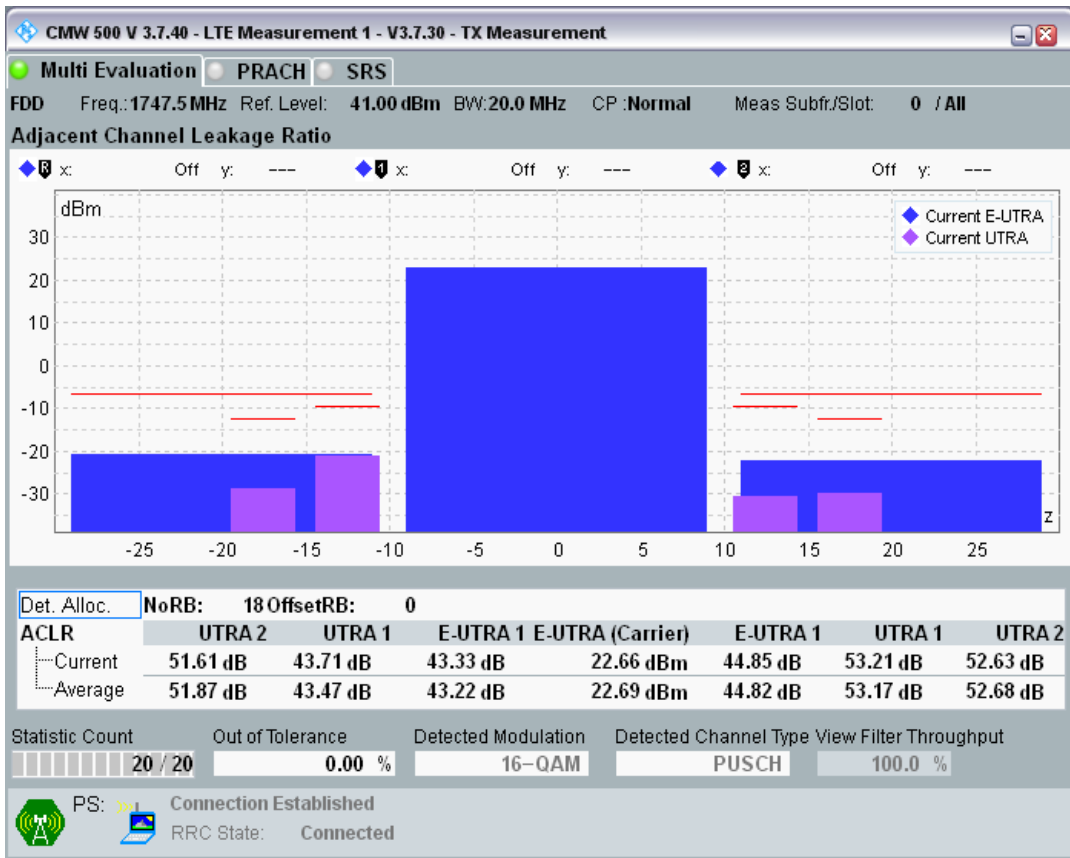 CMW 500 V 3.7.40 - LTE Measurement 1 - V3.7.30 - TX Measurement
Multi Evaluation PRACH SRS
FDD Freq.:1747.5 MHz Ref. Level: 41.00 dBm BW:20.0 MHz CP :Normal Meas Subfr./Slot: 0 / All
Adjacent Channel Leakage Ratio
R x: Off y: --- 1 x: Off y: --- 2 x: Off y: ---
dBm
Current E-UTRA
Current UTRA
30
20
10
0
-10
-20
-30
z
-25 -20 -15 -10 -5 0 5 10 15 20 25
Det. Alloc. NoRB: 18 OffsetRB: 0
ACLR UTRA 2 UTRA 1 E-UTRA 1 E-UTRA (Carrier) E-UTRA 1 UTRA 1 UTRA 2
Current 51.61 dB 43.71 dB 43.33 dB 22.66 dBm 44.85 dB 53.21 dB 52.63 dB
Average 51.87 dB 43.47 dB 43.22 dB 22.69 dBm 44.82 dB 53.17 dB 52.68 dB
Statistic Count Out of Tolerance Detected Modulation Detected Channel Type View Filter Throughput
20 / 20 0.00 % 16-QAM PUSCH 100.0 %
PS: Connection Established
RRC State: Connected